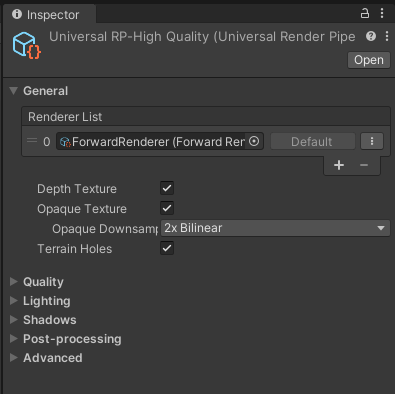 Inspector
Universal RP-High Quality (Universal Render Pipe
Open
General
Renderer List
0 ForwardRenderer (Forward Ren Default
Depth Texture
Opaque Texture
Opaque Downsamp 2x Bilinear
Terrain Holes
Quality
Lighting
Shadows
Post-processing
Advanced